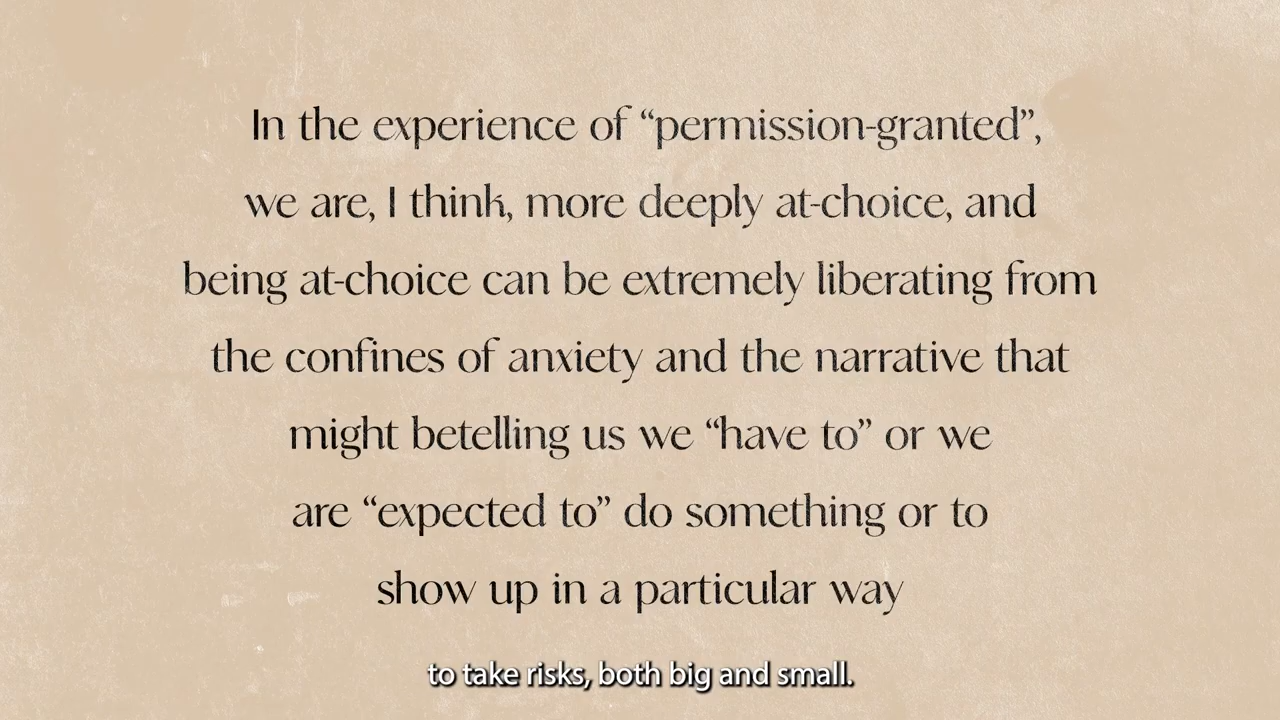 In the experience of “permission-granted”,
we are, I think, more deeply at-choice, and
being at-choice can be extremely liberating from
the confines of anxiety and the narrative that
might betelling us we “have to” or we
are “expected to” do something or to
show up in a particular way
to take risks, both big and small.